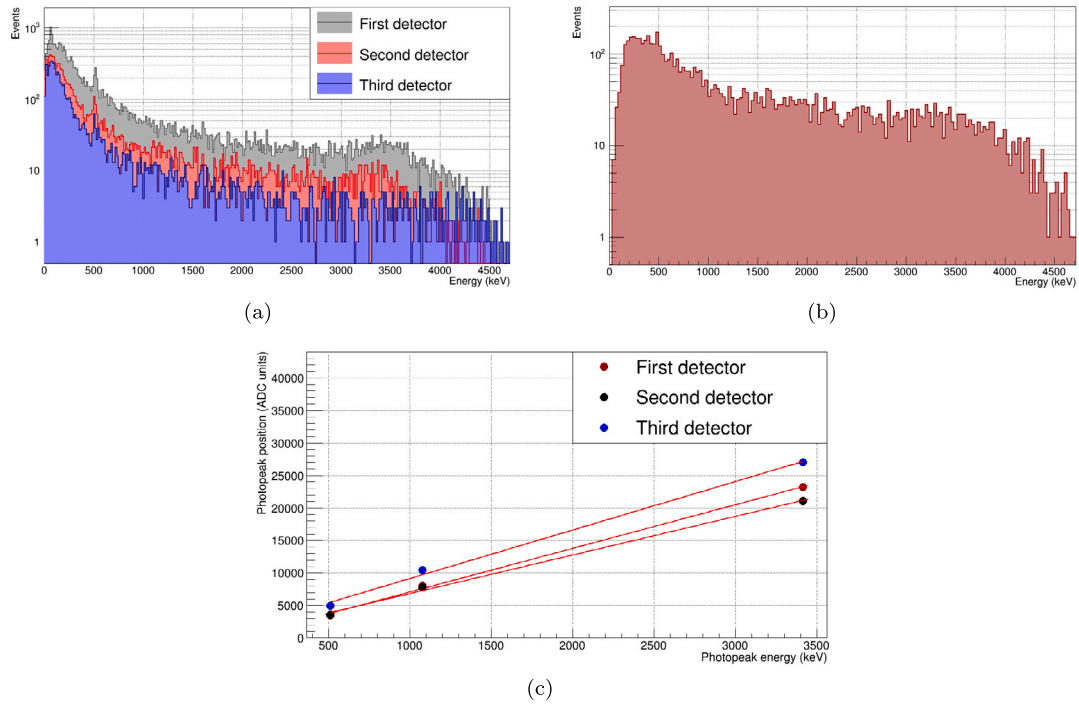 Events
10³
10²
10
1
First detector
Second detector
Third detector
0 500 1000 1500 2000 2500 3000 3500 4000 4500
Energy (keV)
(a)
Events
10²
10
1
0 500 1000 1500 2000 2500 3000 3500 4000 4500
Energy (keV)
(b)
Photopeak position (ADC units)
40000
35000
30000
25000
20000
15000
10000
5000
0
First detector
Second detector
Third detector
500 1000 1500 2000 2500 3000 3500
Photopeak energy (keV)
(c)